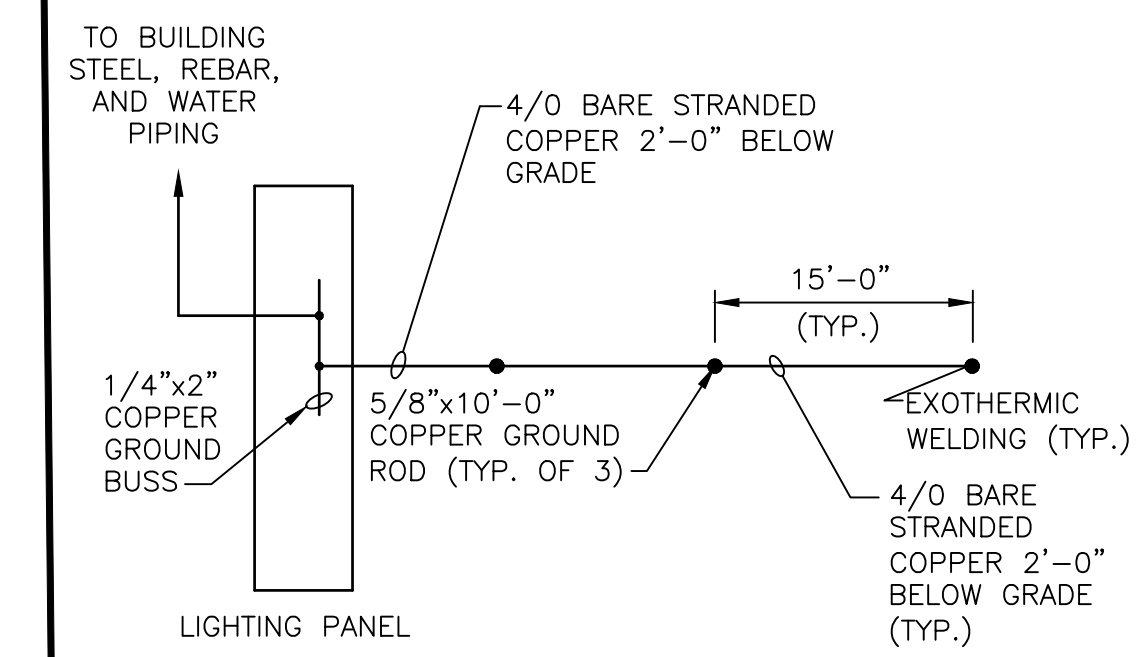 TO BUILDING
STEEL, REBAR,
AND WATER
PIPING
4/0 BARE STRANDED
COPPER 2'-0" BELOW
GRADE
15'-0"
(TYP.)
1/4"x2"
COPPER
GROUND
BUSS
5/8"x10'-0"
COPPER GROUND
ROD (TYP. OF 3)
EXOTHERMIC
WELDING (TYP.)
4/0 BARE
STRANDED
COPPER 2'-0"
BELOW GRADE
(TYP.)
LIGHTING PANEL